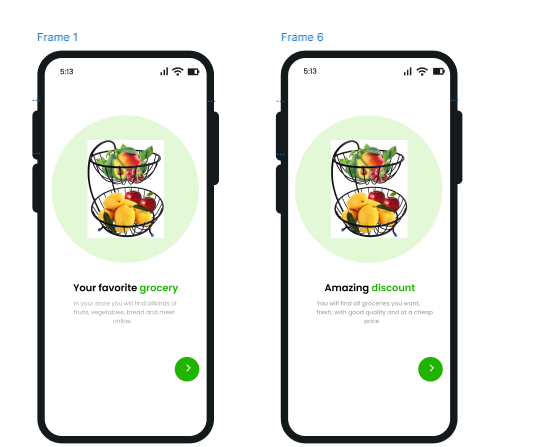 Frame 1
5:13
Your favorite grocery
In your store you will find allkinds of
fruits, vegetables, bread and meet
online
Frame 6
5:13
Amazing discount
You will find all groceries you want,
fresh, with good quality and at a cheap
price